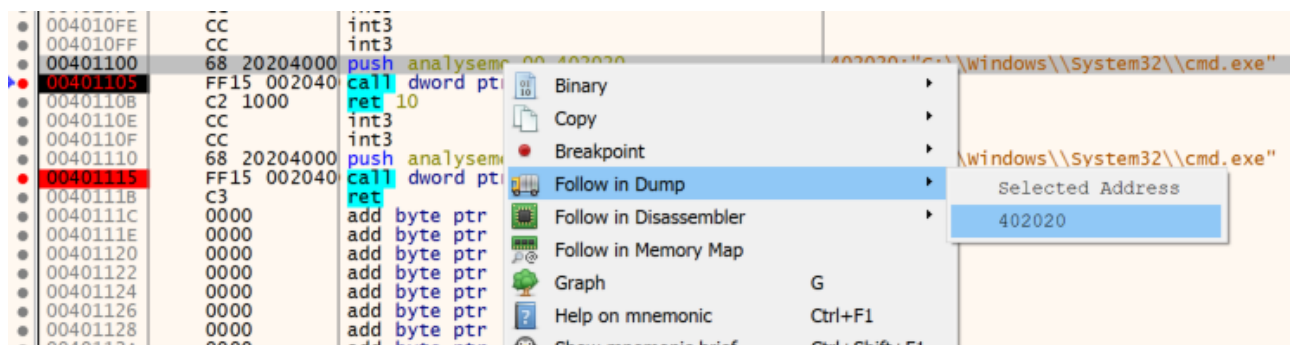 004010FE CC int3
004010FF CC int3
00401100 68 20204000 push analyseme 402020:"C:\\Windows\\System32\\cmd.exe"
00401105 FF15 002040 call dword pt
0040110B C2 1000 ret 10 Binary
0040110E CC int3 Copy
0040110F CC int3
00401110 68 20204000 push analysem Breakpoint \Windows\\System32\\cmd.exe"
00401115 FF15 002040 call dword pt Follow in Dump Selected Address
0040111B C3 ret
0040111C 0000 add byte ptr Follow in Disassembler 402020
0040111E 0000 add byte ptr
00401120 0000 add byte ptr Follow in Memory Map
00401122 0000 add byte ptr
00401124 0000 add byte ptr Graph G
00401126 0000 add byte ptr Help on mnemonic Ctrl+F1
00401128 0000 add byte ptr